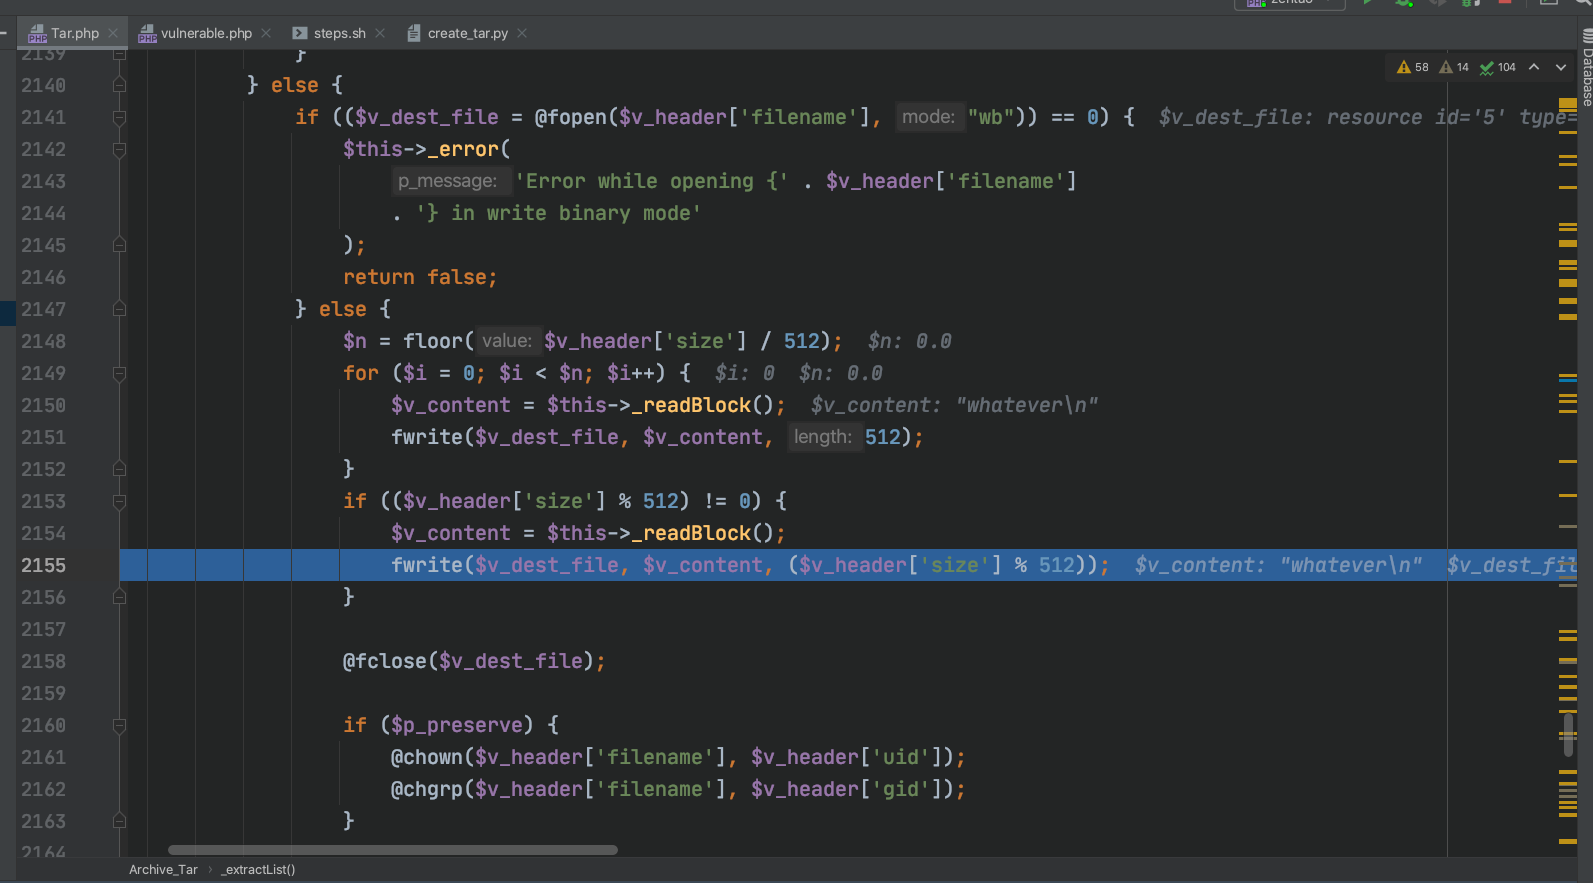 zentao
Tar.php
vulnerable.php
steps.sh
create_tar.py
58 14 104
Database
2139 }
2140 } else {
2141 if (($v_dest_file = @fopen($v_header['filename'], mode: "wb")) == 0) { $v_dest_file: resource id='5' type=
2142 $this->_error(
2143 p_message: 'Error while opening {' . $v_header['filename']
2144 . '} in write binary mode'
2145 );
2146 return false;
2147 } else {
2148 $n = floor( value: $v_header['size'] / 512); $n: 0.0
2149 for ($i = 0; $i < $n; $i++) { $i: 0 $n: 0.0
2150 $v_content = $this->_readBlock(); $v_content: "whatever\n"
2151 fwrite($v_dest_file, $v_content, length: 512);
2152 }
2153 if (($v_header['size'] % 512) != 0) {
2154 $v_content = $this->_readBlock();
2155 fwrite($v_dest_file, $v_content, ($v_header['size'] % 512)); $v_content: "whatever\n" $v_dest_fil
2156 }
2157
2158 @fclose($v_dest_file);
2159
2160 if ($p_preserve) {
2161 @chown($v_header['filename'], $v_header['uid']);
2162 @chgrp($v_header['filename'], $v_header['gid']);
2163 }
2164
Archive_Tar › _extractList()